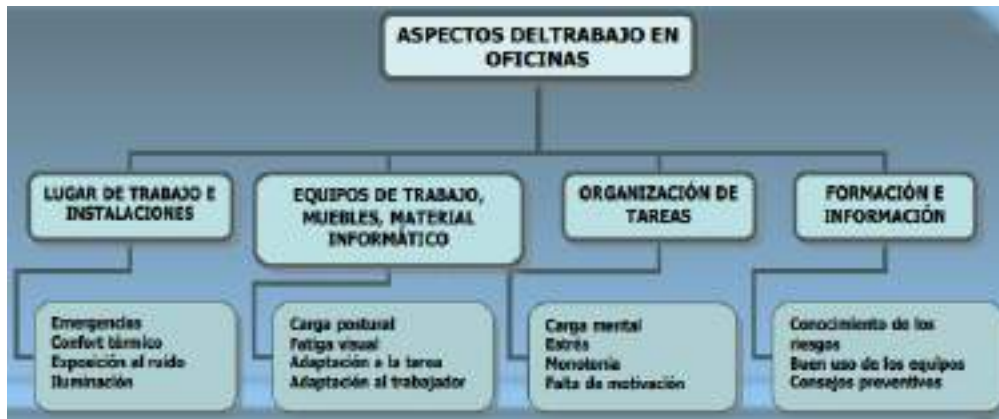 ASPECTOS DELTRABAJO EN
OFICINAS
LUGAR DE TRABAJO E
INSTALACIONES
EQUIPOS DE TRABAJO,
MUEBLES, MATERIAL
INFORMÁTICO
ORGANIZACIÓN DE
TAREAS
FORMACIÓN E
INFORMACIÓN
Emergencias
Confort térmico
Exposición al ruido
Iluminación
Carga postural
Fatiga visual
Adaptación a la tarea
Adaptación al trabajador
Carga mental
Estrés
Monotonía
Falta de motivación
Conocimiento de los
riesgos
Buen uso de los equipos
Consejos preventivos